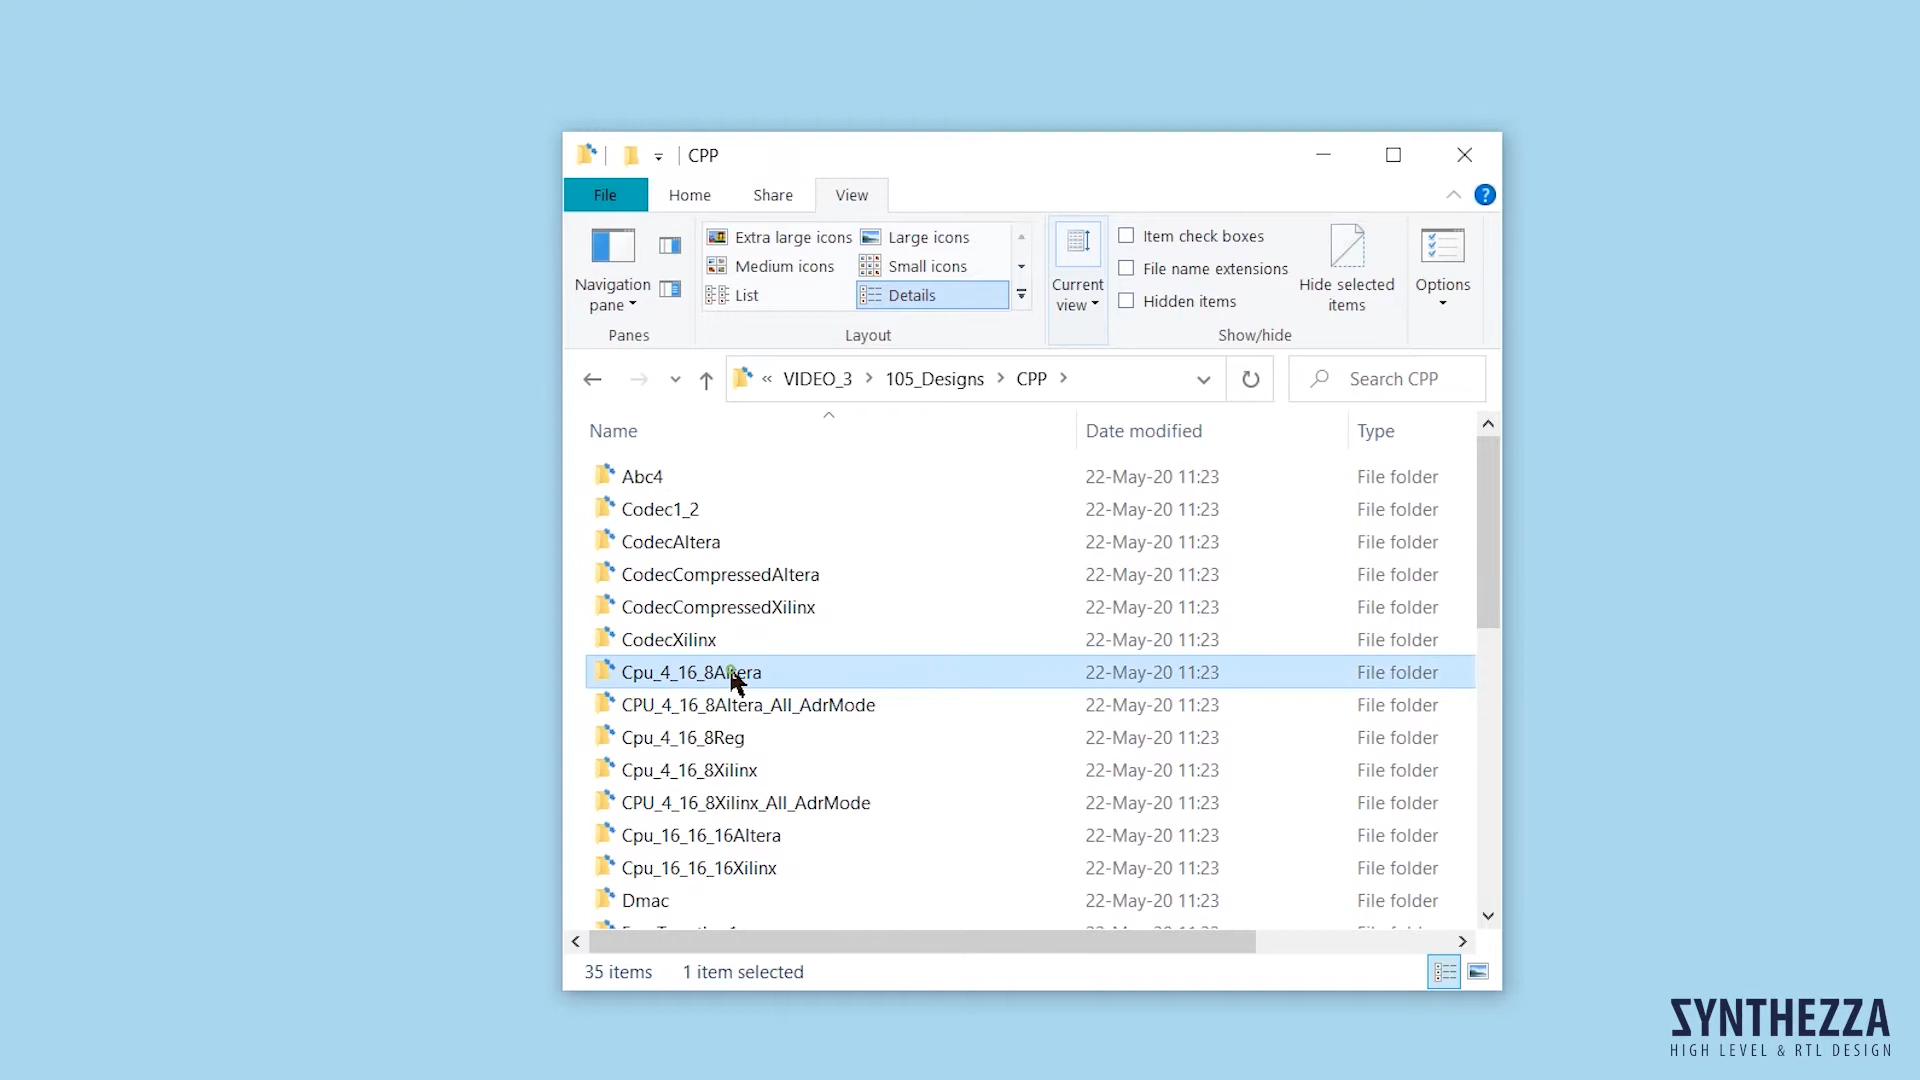 CPP
File Home Share View
Extra large icons Large icons
Medium icons Small icons
List Details
Navigation pane
Panes
Layout
Current view
Item check boxes
File name extensions
Hidden items
Hide selected items
Show/hide
Options
« VIDEO_3 > 105_Designs > CPP >
Search CPP
Name Date modified Type
Abc4 22-May-20 11:23 File folder
Codec1_2 22-May-20 11:23 File folder
CodecAltera 22-May-20 11:23 File folder
CodecCompressedAltera 22-May-20 11:23 File folder
CodecCompressedXilinx 22-May-20 11:23 File folder
CodecXilinx 22-May-20 11:23 File folder
Cpu_4_16_8Altera 22-May-20 11:23 File folder
CPU_4_16_8Altera_All_AdrMode 22-May-20 11:23 File folder
Cpu_4_16_8Reg 22-May-20 11:23 File folder
Cpu_4_16_8Xilinx 22-May-20 11:23 File folder
CPU_4_16_8Xilinx_All_AdrMode 22-May-20 11:23 File folder
Cpu_16_16_16Altera 22-May-20 11:23 File folder
Cpu_16_16_16Xilinx 22-May-20 11:23 File folder
Dmac 22-May-20 11:23 File folder
35 items 1 item selected
SYNTHEZZA
HIGH LEVEL & RTL DESIGN